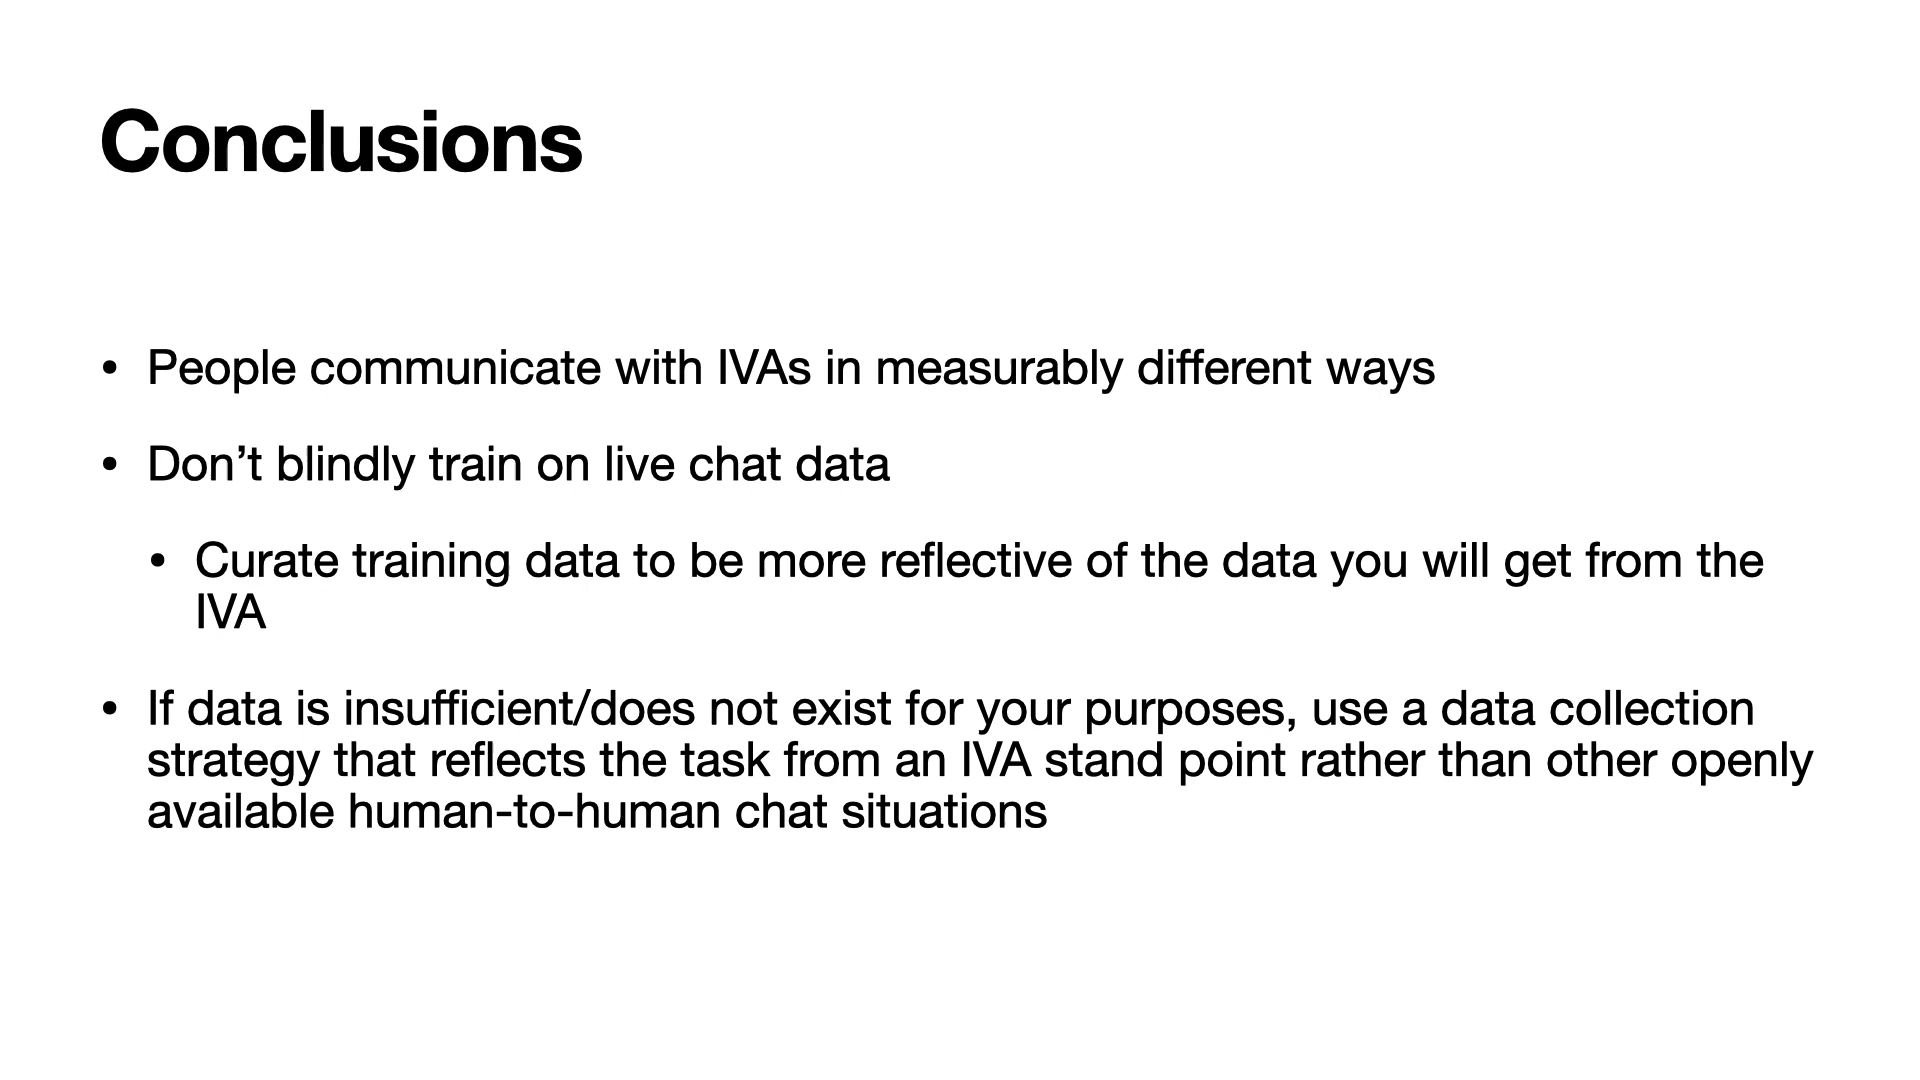 Conclusions
• People communicate with IVAs in measurably different ways
• Don’t blindly train on live chat data
• Curate training data to be more reflective of the data you will get from the
IVA
• If data is insufficient/does not exist for your purposes, use a data collection
strategy that reflects the task from an IVA stand point rather than other openly
available human-to-human chat situations